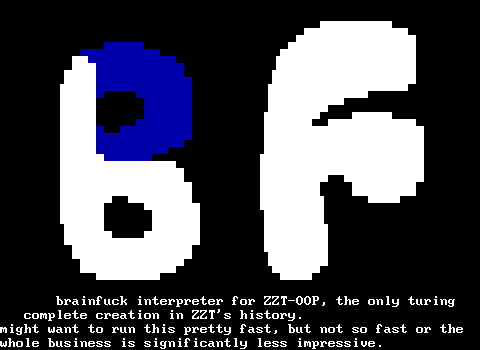 BF
brainfuck interpreter for ZZT-OOP, the only turing
complete creation in ZZT's history.
might want to run this pretty fast, but not so fast or the
whole business is significantly less impressive.